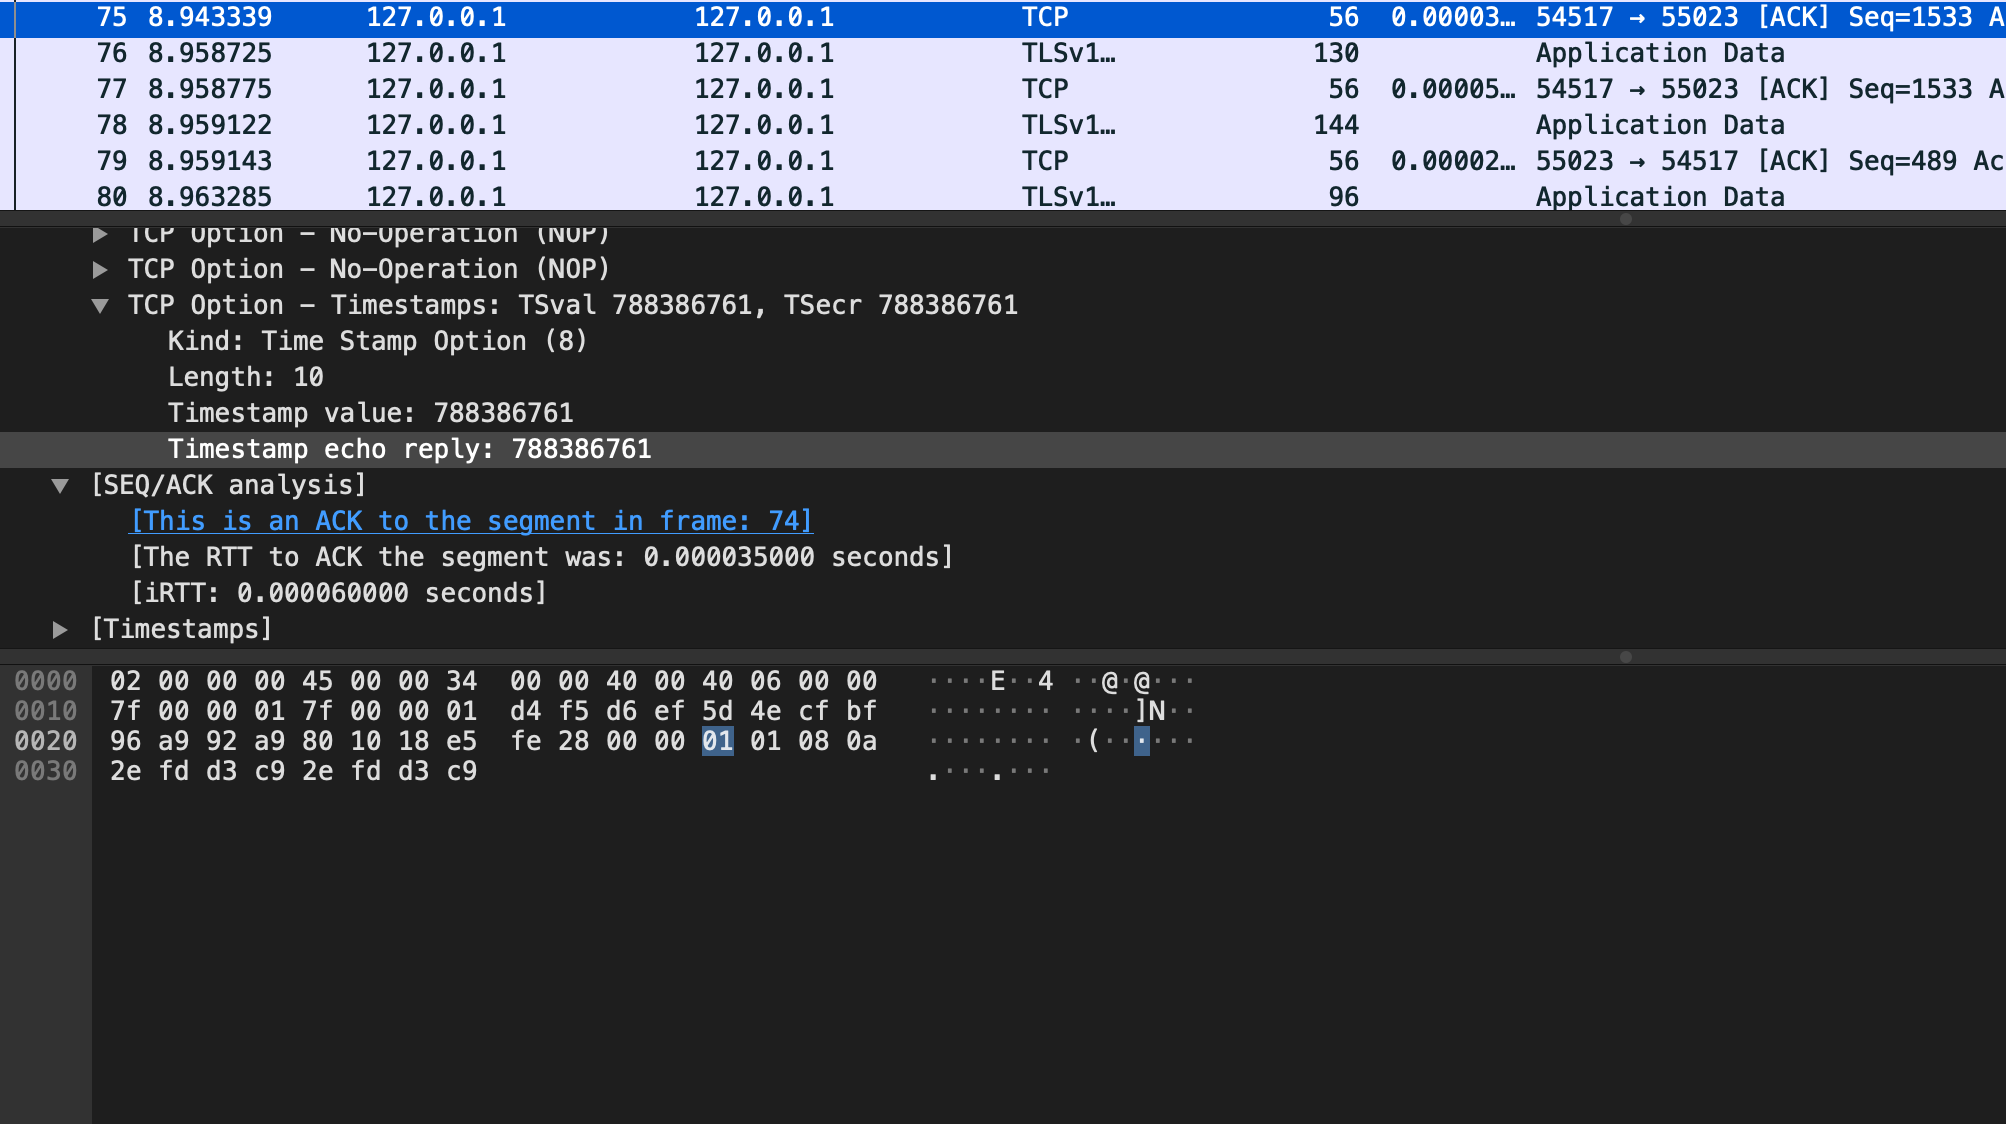 75 8.943339 127.0.0.1 127.0.0.1 TCP 56 0.00003… 54517 → 55023 [ACK] Seq=1533 A
76 8.958725 127.0.0.1 127.0.0.1 TLSv1… 130 Application Data
77 8.958775 127.0.0.1 127.0.0.1 TCP 56 0.00005… 54517 → 55023 [ACK] Seq=1533 A
78 8.959122 127.0.0.1 127.0.0.1 TLSv1… 144 Application Data
79 8.959143 127.0.0.1 127.0.0.1 TCP 56 0.00002… 55023 → 54517 [ACK] Seq=489 Ac
80 8.963285 127.0.0.1 127.0.0.1 TLSv1… 96 Application Data
TCP Option – No-Operation (NOP)
TCP Option – No-Operation (NOP)
TCP Option – Timestamps: TSval 788386761, TSecr 788386761
Kind: Time Stamp Option (8)
Length: 10
Timestamp value: 788386761
Timestamp echo reply: 788386761
[SEQ/ACK analysis]
[This is an ACK to the segment in frame: 74]
[The RTT to ACK the segment was: 0.000035000 seconds]
[iRTT: 0.000060000 seconds]
[Timestamps]
0000 02 00 00 00 45 00 00 34 00 00 40 00 40 06 00 00 ····E··4 ··@·@···
0010 7f 00 00 01 7f 00 00 01 d4 f5 d6 ef 5d 4e cf bf ········ ····]N··
0020 96 a9 92 a9 80 10 18 e5 fe 28 00 00 01 01 08 0a ········ ·(······
0030 2e fd d3 c9 2e fd d3 c9 .···.···